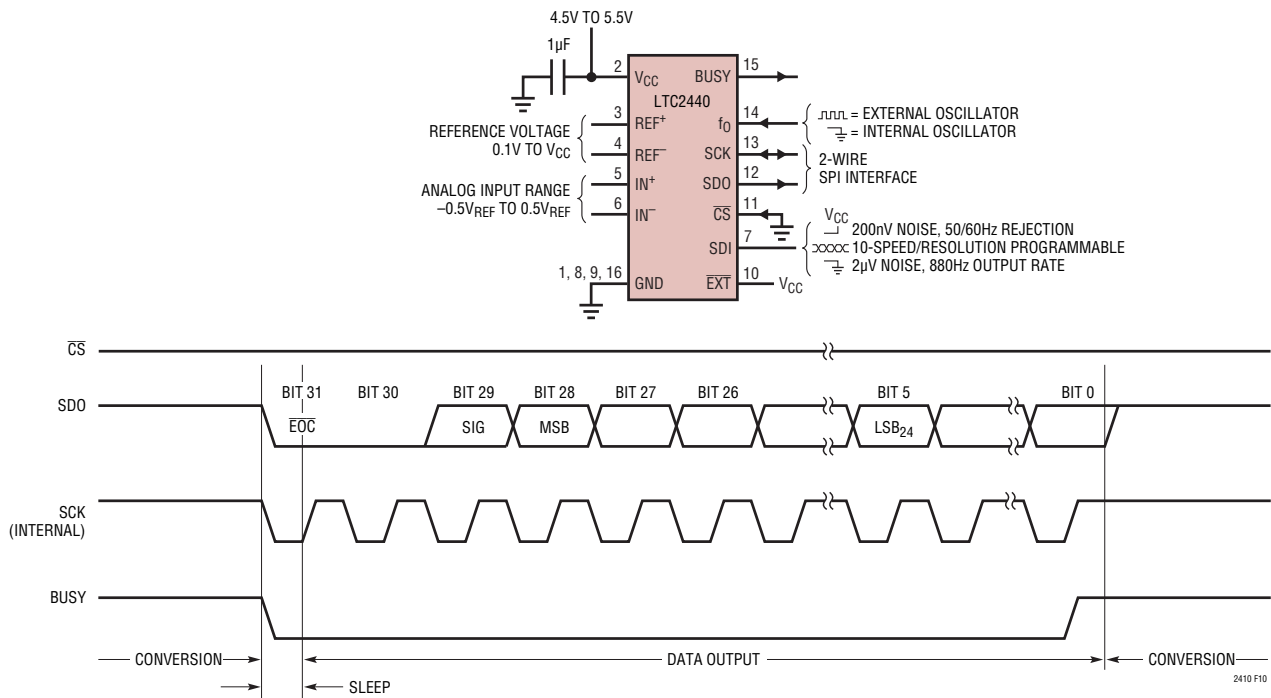 4.5V TO 5.5V
1µF
2
VCC
BUSY
15
LTC2440
3
REF+
fO
14
= EXTERNAL OSCILLATOR
= INTERNAL OSCILLATOR
REFERENCE VOLTAGE
0.1V TO VCC
4
REF–
SCK
13
2-WIRE
SPI INTERFACE
5
IN+
SDO
12
ANALOG INPUT RANGE
–0.5VREF TO 0.5VREF
6
IN–
CS
11
SDI
7
VCC
200nV NOISE, 50/60Hz REJECTION
10-SPEED/RESOLUTION PROGRAMMABLE
2µV NOISE, 880Hz OUTPUT RATE
1, 8, 9, 16
GND
EXT
10
VCC
CS
SDO
BIT 31 BIT 30 BIT 29 BIT 28 BIT 27 BIT 26 BIT 5 BIT 0
EOC SIG MSB LSB24
SCK
(INTERNAL)
BUSY
CONVERSION DATA OUTPUT CONVERSION
SLEEP
2410 F10